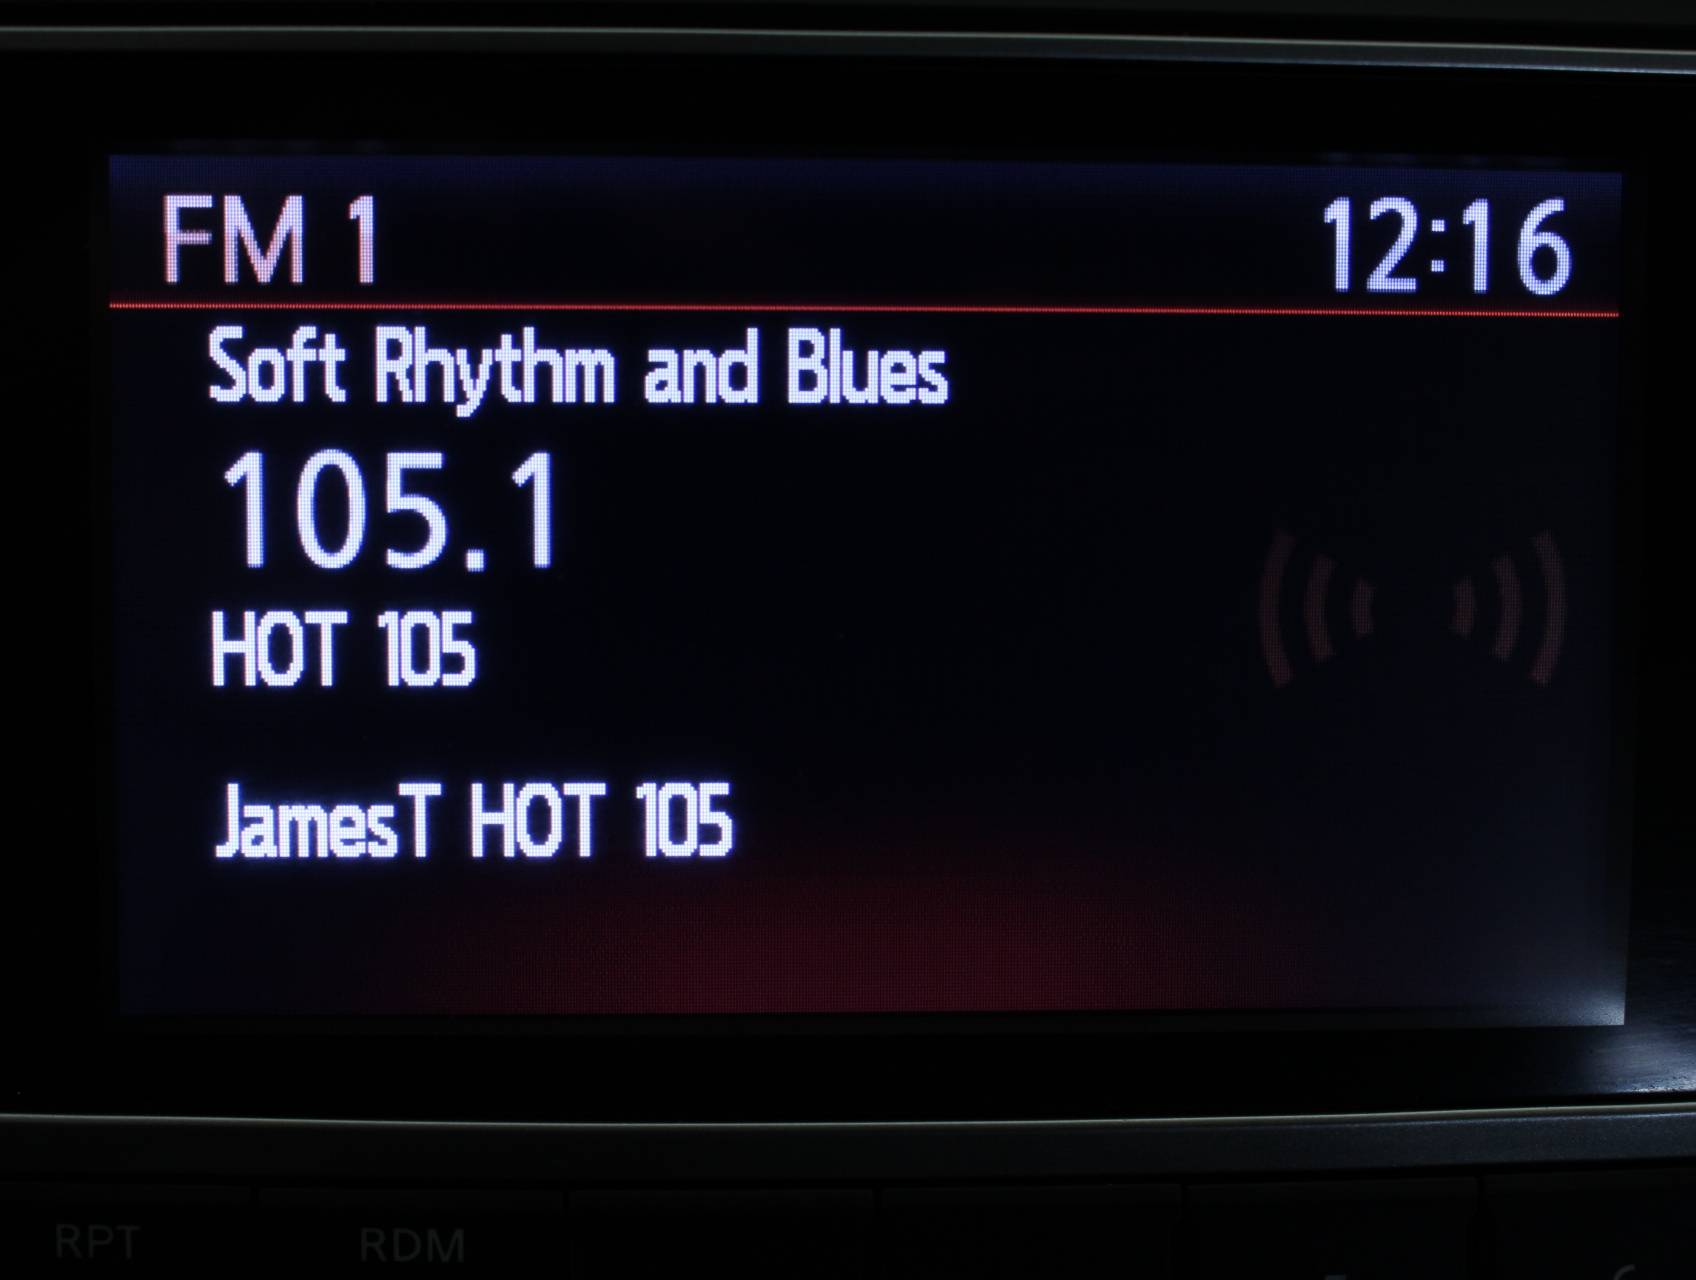 FM 1 12:16
Soft Rhythm and Blues
105.1
HOT 105
JamesT HOT 105
RPT RDM